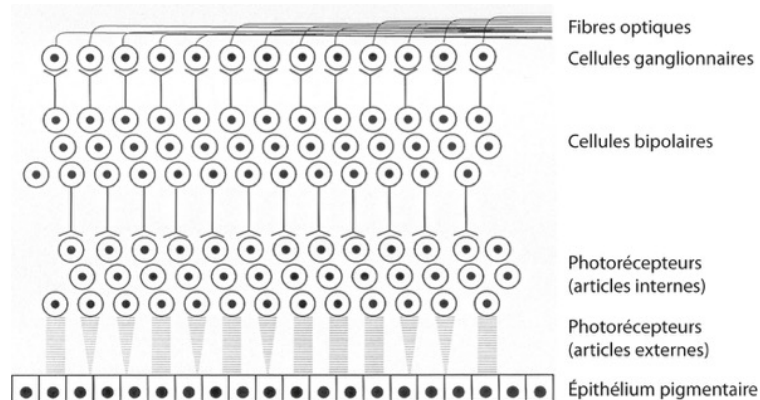 Fibres optiques
Cellules ganglionnaires
Cellules bipolaires
Photorécepteurs
(articles internes)
Photorécepteurs
(articles externes)
Épithélium pigmentaire